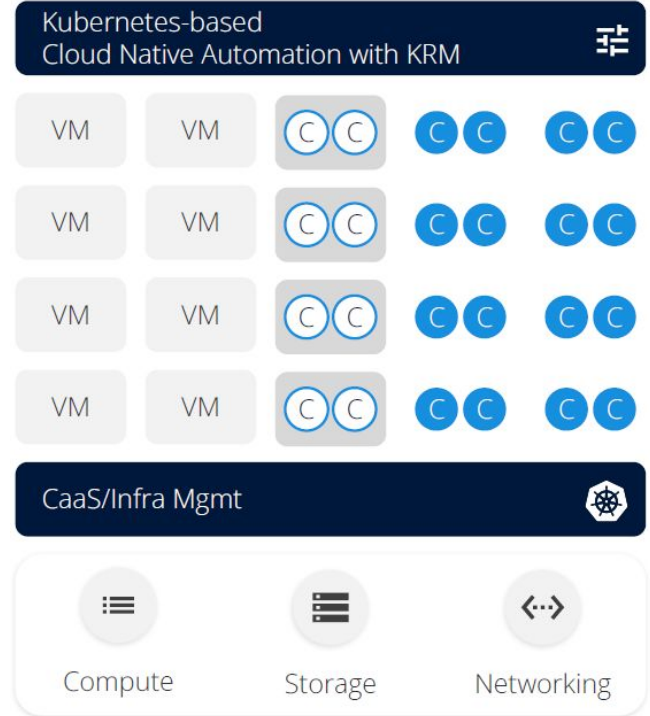 Kubernetes-based
Cloud Native Automation with KRM
VM VM C C C C C C
VM VM C C C C C C
VM VM C C C C C C
VM VM C C C C C C
CaaS/Infra Mgmt
Compute Storage Networking